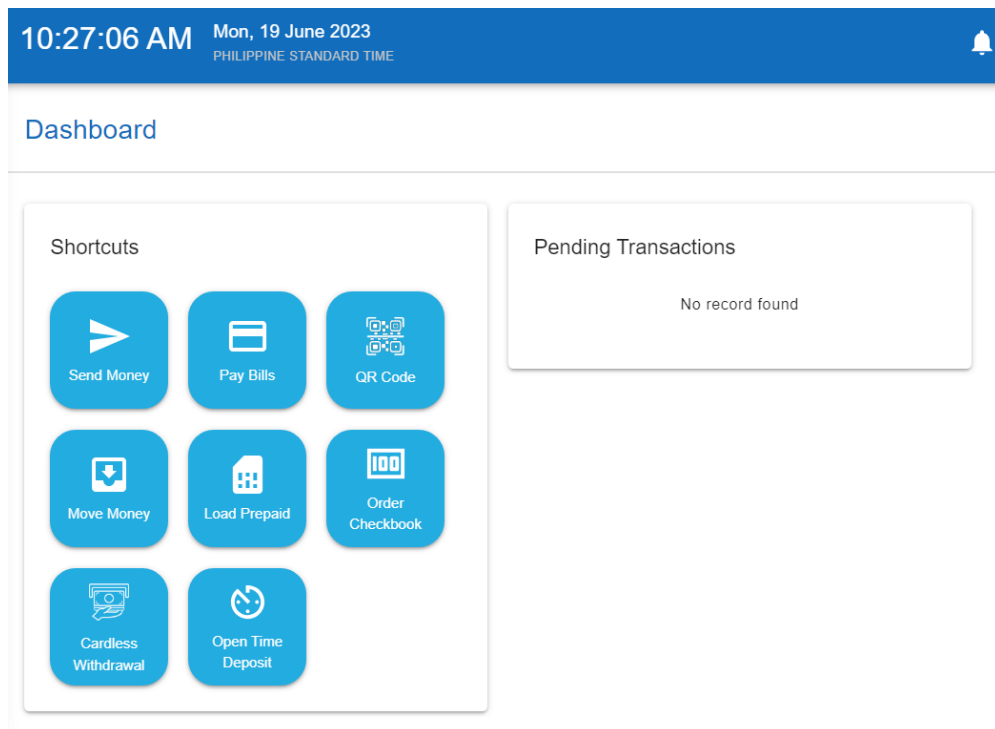 10:27:06 AM
Mon, 19 June 2023
PHILIPPINE STANDARD TIME
Dashboard
Shortcuts
Send Money
Pay Bills
QR Code
Move Money
Load Prepaid
100
Order
Checkbook
Cardless
Withdrawal
Open Time
Deposit
Pending Transactions
No record found